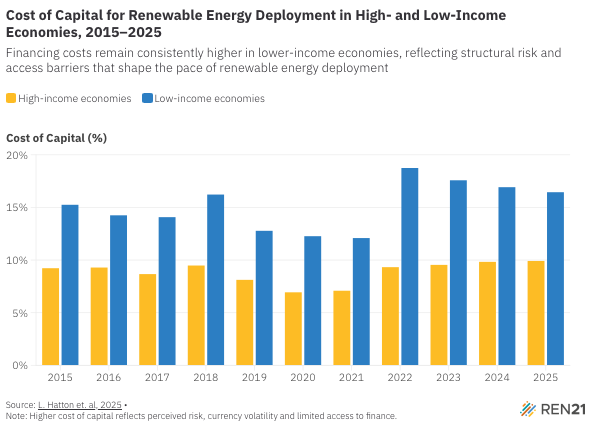 Cost of Capital for Renewable Energy Deployment in High- and Low-Income
Economies, 2015–2025
Financing costs remain consistently higher in lower-income economies, reflecting structural risk and
access barriers that shape the pace of renewable energy deployment
High-income economies Low-income economies
Cost of Capital (%)
20%
15%
10%
5%
0%
2015 2016 2017 2018 2019 2020 2021 2022 2023 2024 2025
Source: L. Hatton et. al, 2025 •
Note: Higher cost of capital reflects perceived risk, currency volatility and limited access to finance.
REN21